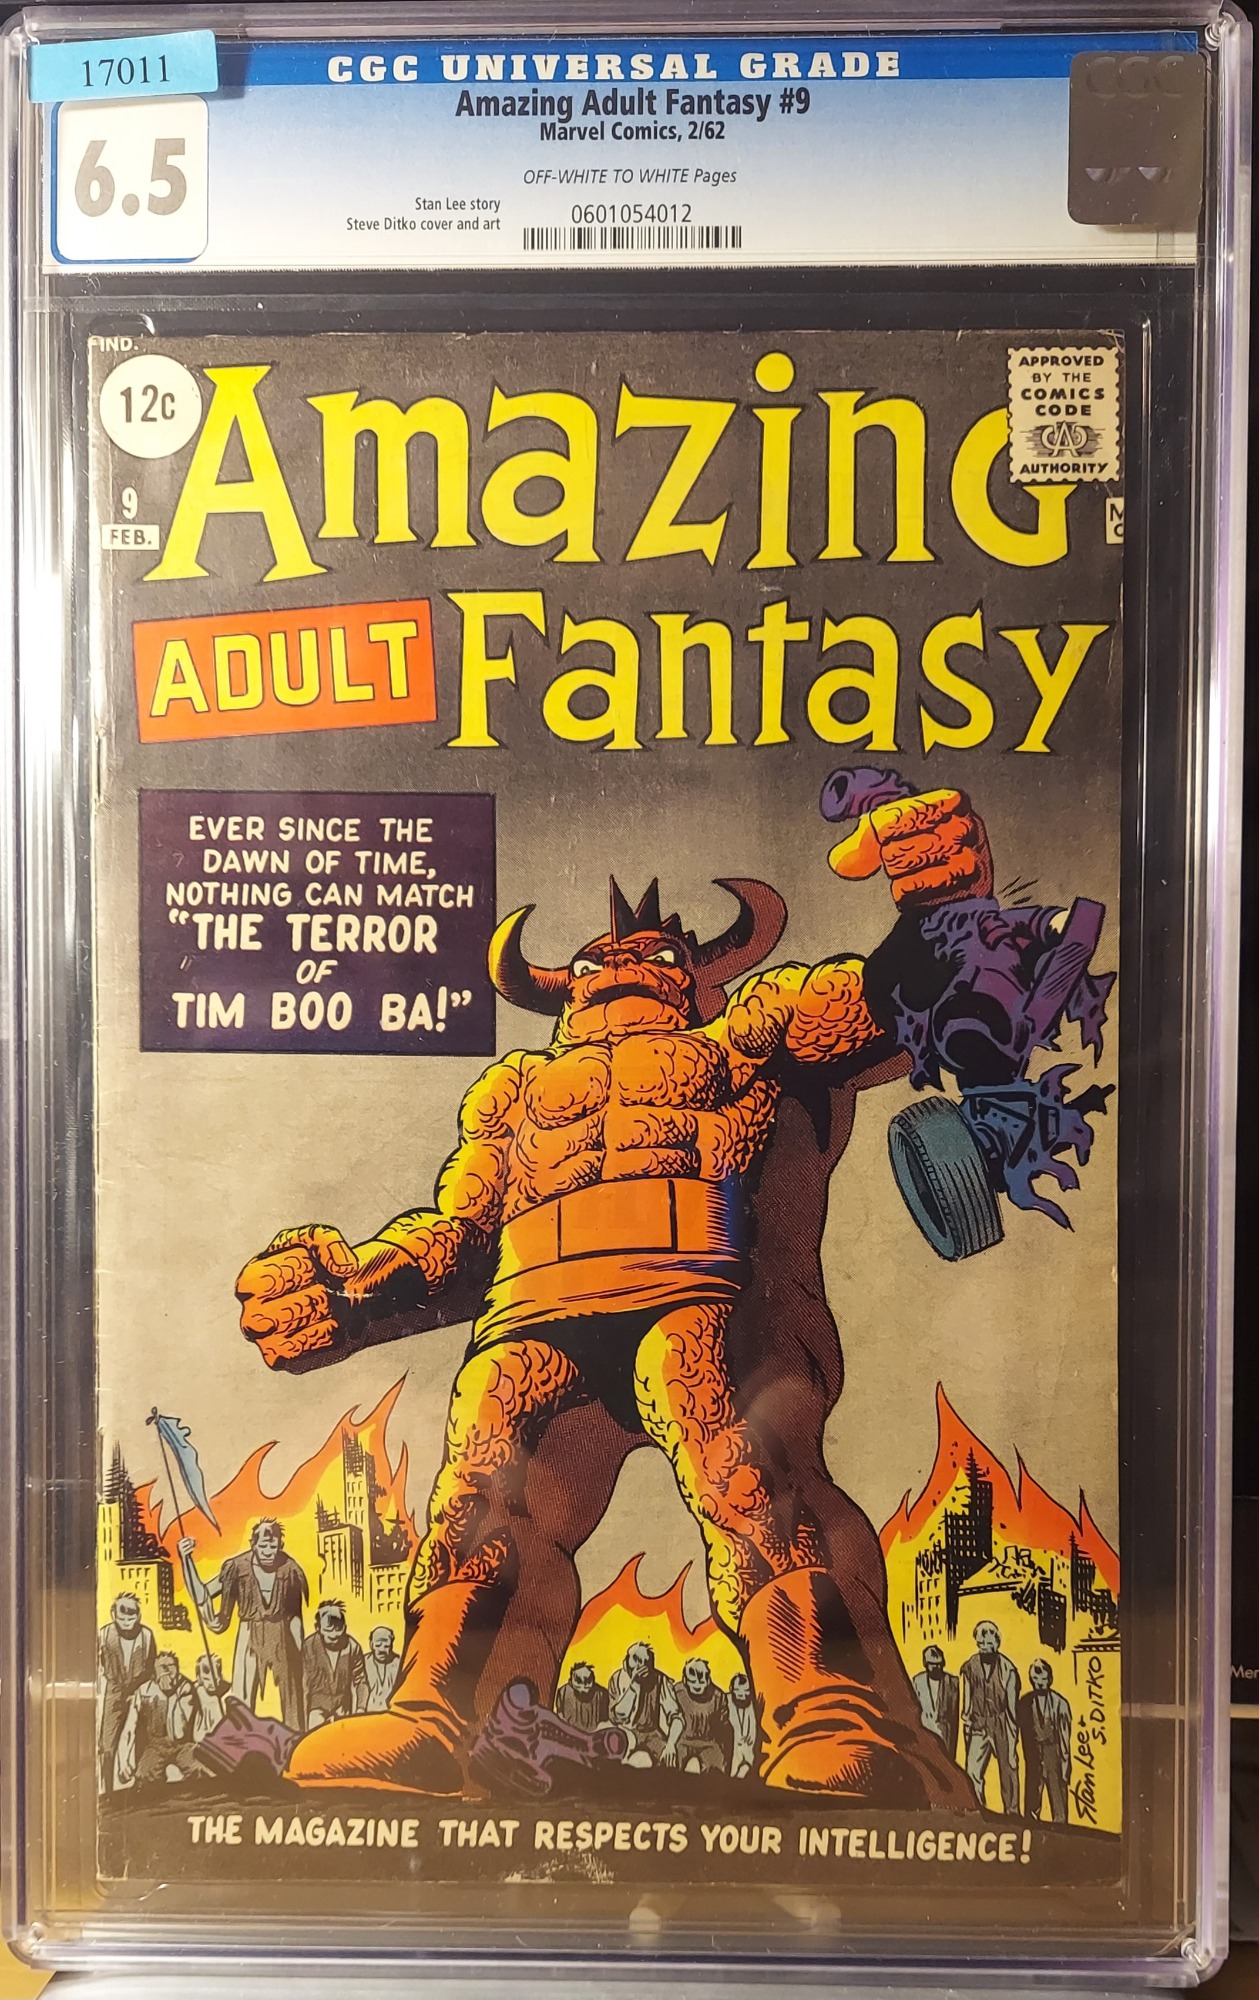 17011
CGC UNIVERSAL GRADE
Amazing Adult Fantasy #9
Marvel Comics, 2/62
6.5
OFF-WHITE TO WHITE Pages
Stan Lee story
Steve Ditko cover and art
0601054012
CGC
IND.
12c
9
FEB.
APPROVED
BY THE
COMICS
CODE
CA
AUTHORITY
Amazing
ADULT Fantasy
EVER SINCE THE
DAWN OF TIME,
NOTHING CAN MATCH
"THE TERROR
OF
TIM BOO BA!"
Stan Lee +
S. DITKO
THE MAGAZINE THAT RESPECTS YOUR INTELLIGENCE!